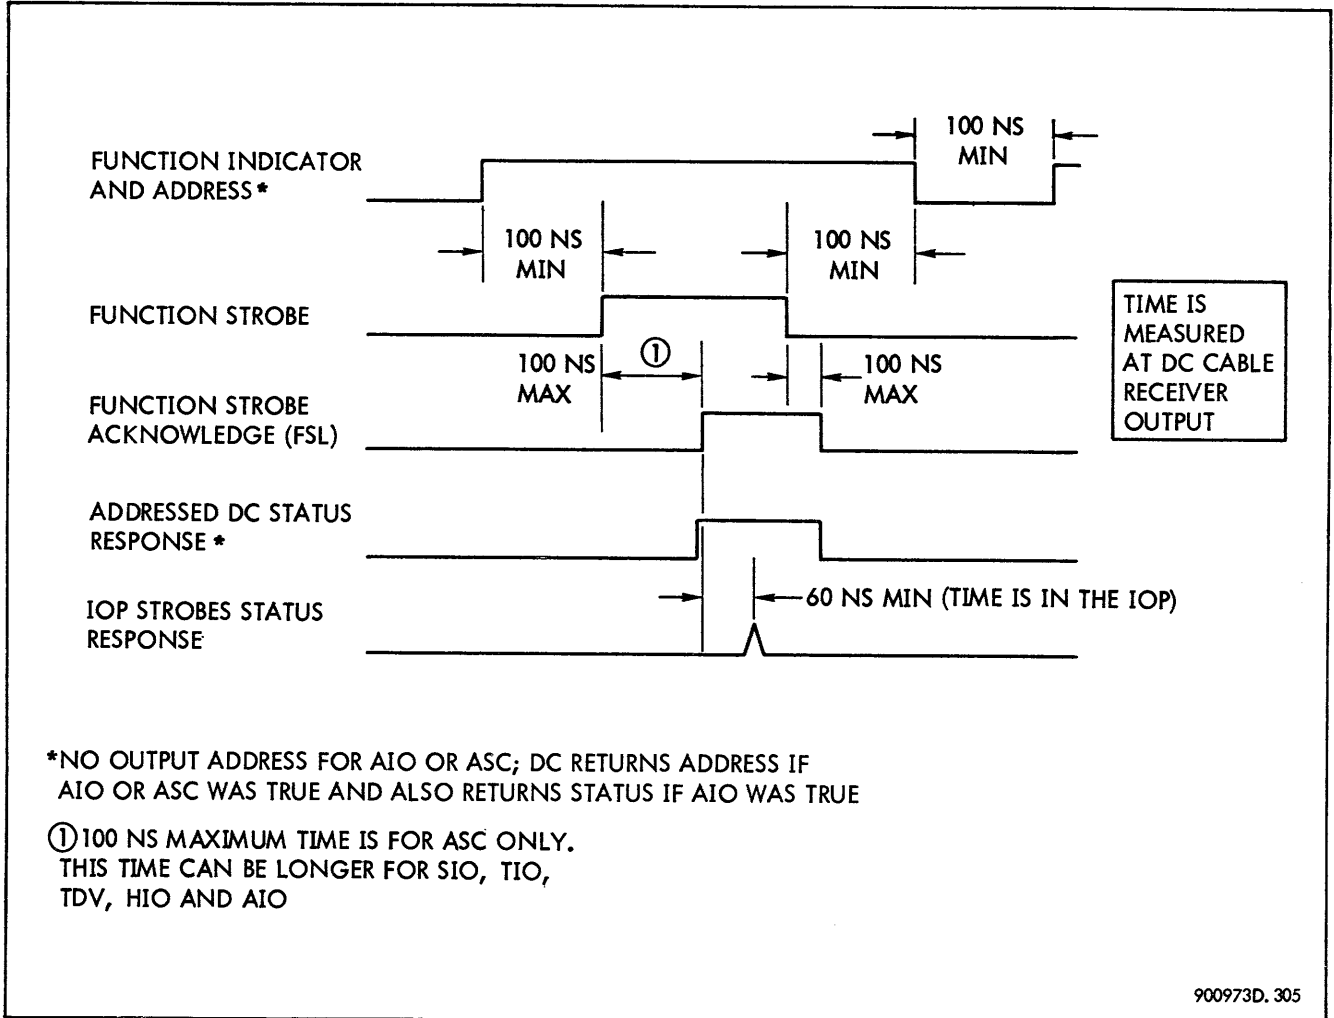 100 NS
MIN
FUNCTION INDICATOR
AND ADDRESS*
100 NS
MIN
100 NS
MIN
FUNCTION STROBE
TIME IS
MEASURED
AT DC CABLE
RECEIVER
OUTPUT
100 NS
MAX
①
100 NS
MAX
FUNCTION STROBE
ACKNOWLEDGE (FSL)
ADDRESSED DC STATUS
RESPONSE*
IOP STROBES STATUS
RESPONSE
60 NS MIN (TIME IS IN THE IOP)
*NO OUTPUT ADDRESS FOR AIO OR ASC; DC RETURNS ADDRESS IF
AIO OR ASC WAS TRUE AND ALSO RETURNS STATUS IF AIO WAS TRUE
①100 NS MAXIMUM TIME IS FOR ASC ONLY.
THIS TIME CAN BE LONGER FOR SIO, TIO,
TDV, HIO AND AIO
900973D. 305